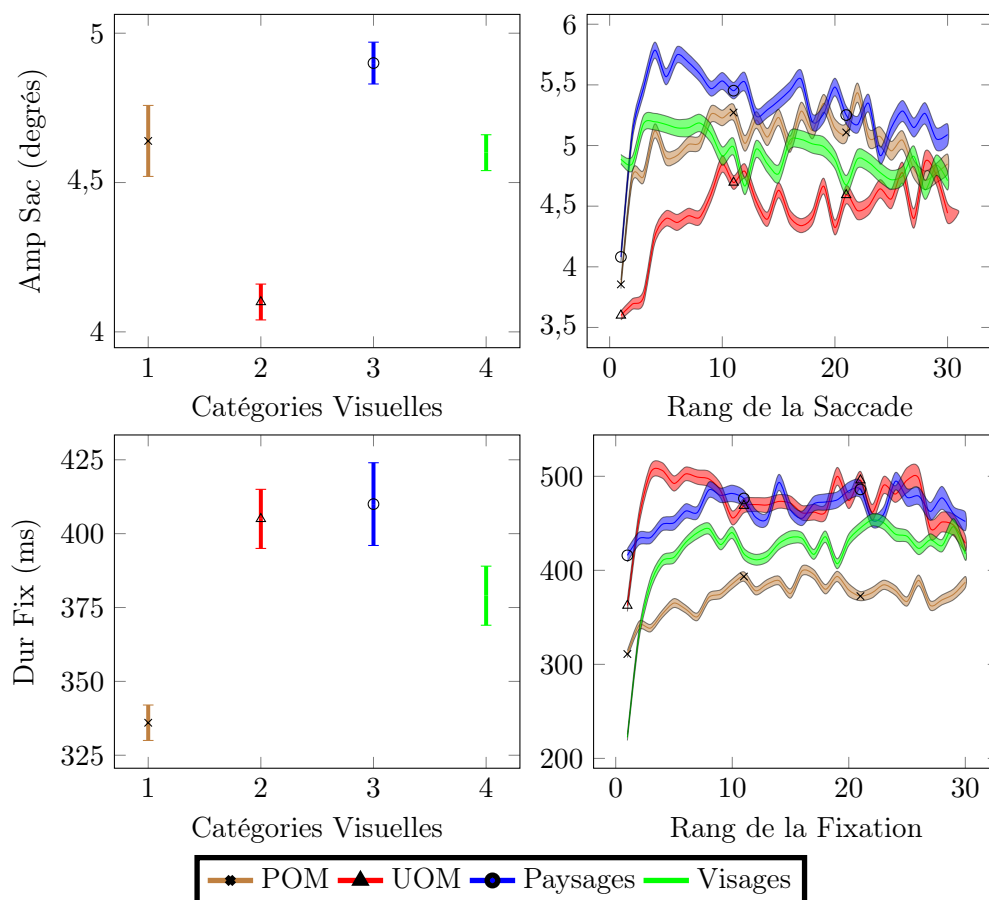 5
4,5
4
Amp Sac (degrés)
1 2 3 4
Catégories Visuelles
6
5,5
5
4,5
4
3,5
0 10 20 30
Rang de la Saccade
425
400
375
350
325
Dur Fix (ms)
1 2 3 4
Catégories Visuelles
500
400
300
200
0 10 20 30
Rang de la Fixation
POM UOM Paysages Visages